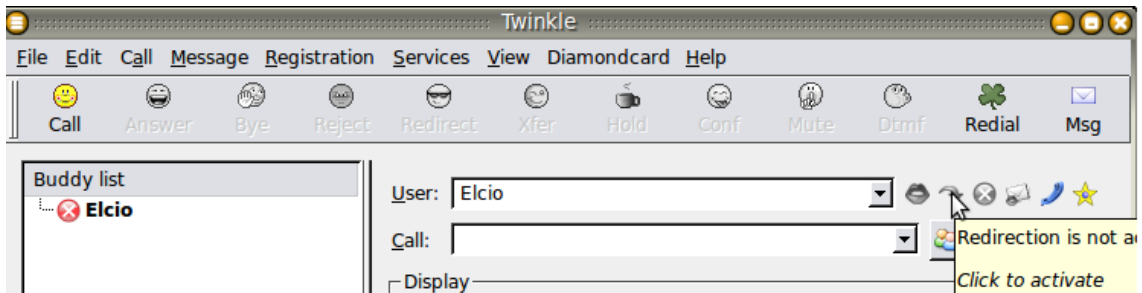 Twinkle
File Edit Call Message Registration Services View Diamondcard Help
Call Answer Bye Reject Redirect Xfer Hold Conf Mute Dtmf Redial Msg
Buddy list
Elcio
User: Elcio
Call:
Redirection is not a
Click to activate
Display